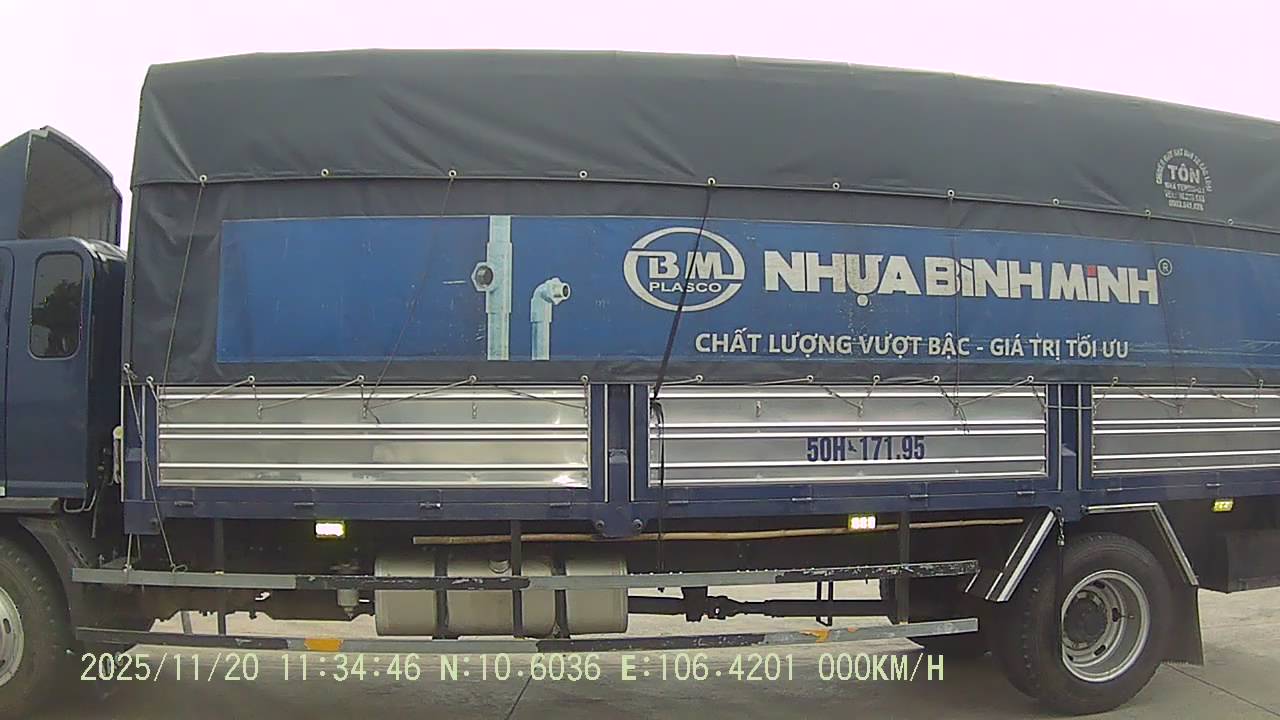 TÔN
BM
PLASCO
NHỰA BÌNH MINH®
CHẤT LƯỢNG VƯỢT BẬC - GIÁ TRỊ TỐI ƯU
50H-171.95
2025/11/20 11:34:46 N:10.6036 E:106.4201 000KM/H